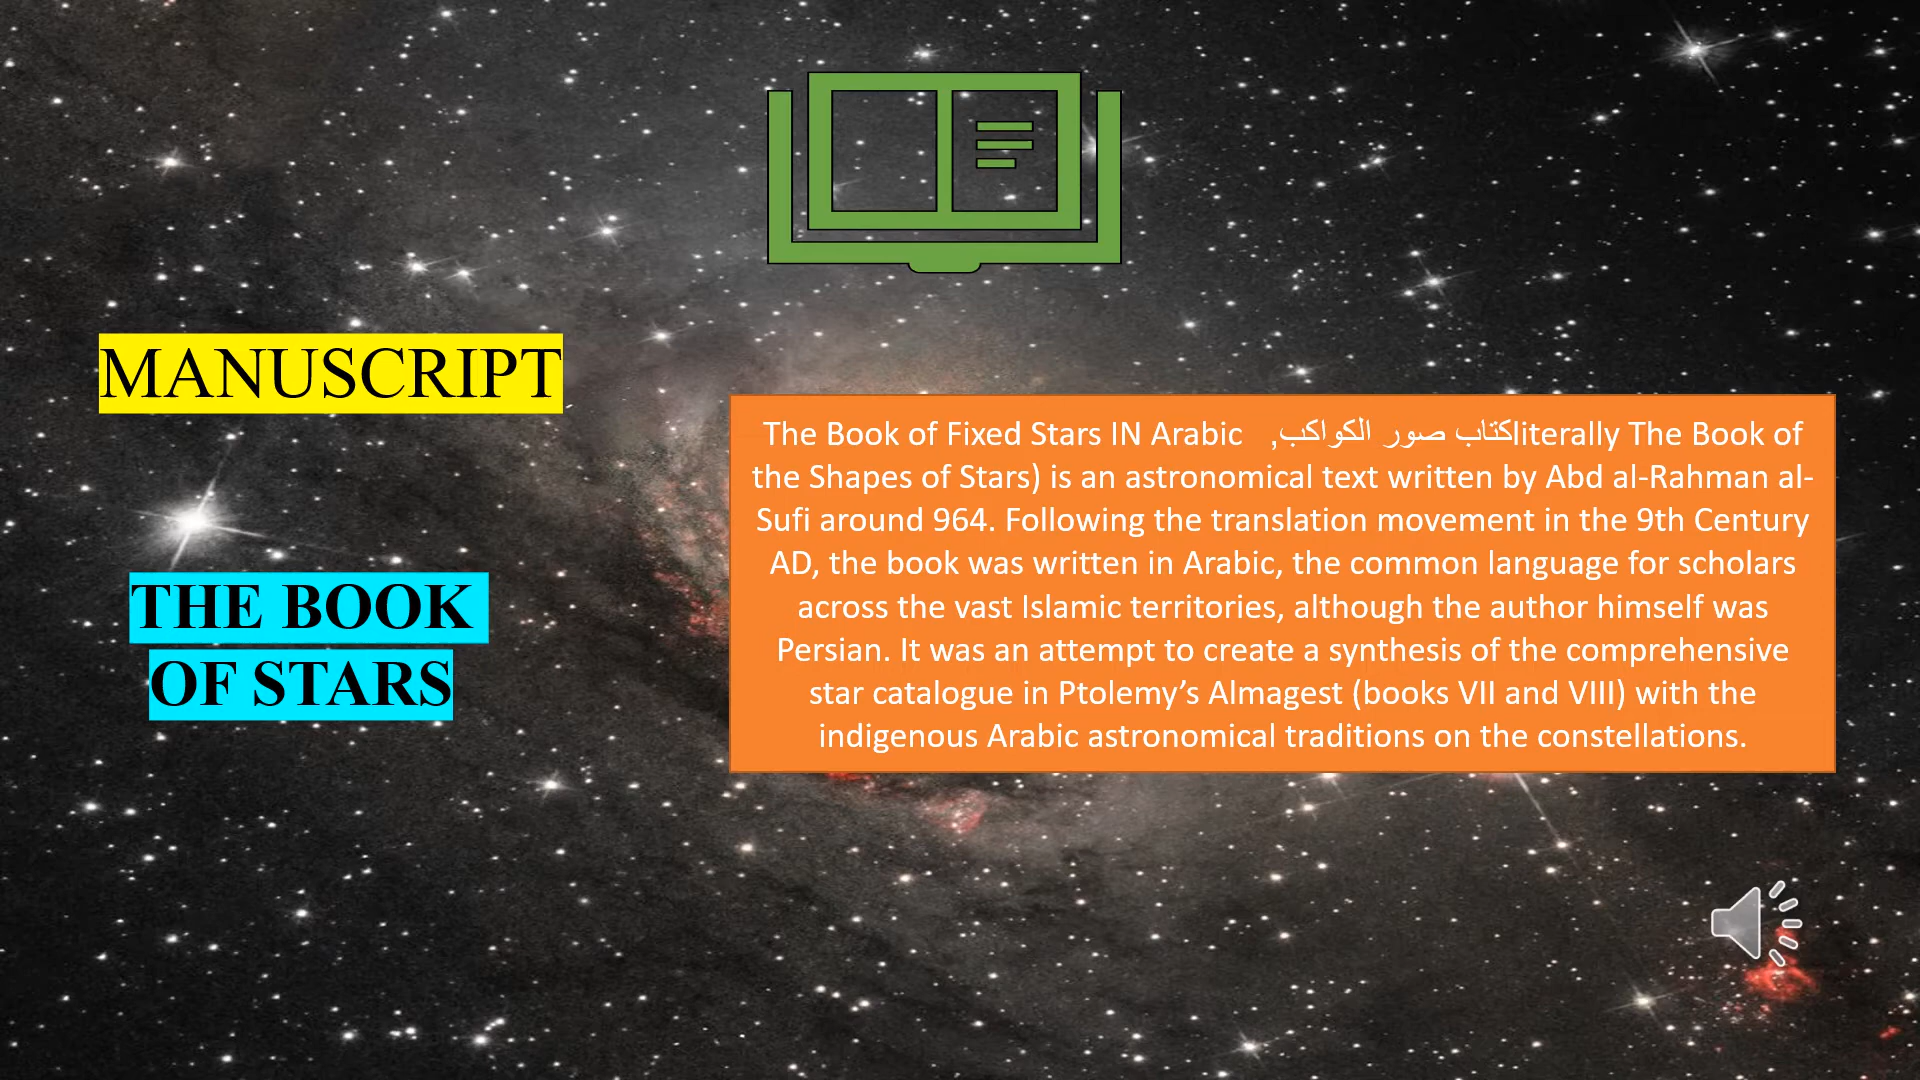 MANUSCRIPT
THE BOOK
OF STARS
The Book of Fixed Stars IN Arabic كتاب صور الكواكب, literally The Book of
the Shapes of Stars) is an astronomical text written by Abd al-Rahman al-
Sufi around 964. Following the translation movement in the 9th Century
AD, the book was written in Arabic, the common language for scholars
across the vast Islamic territories, although the author himself was
Persian. It was an attempt to create a synthesis of the comprehensive
star catalogue in Ptolemy’s Almagest (books VII and VIII) with the
indigenous Arabic astronomical traditions on the constellations.